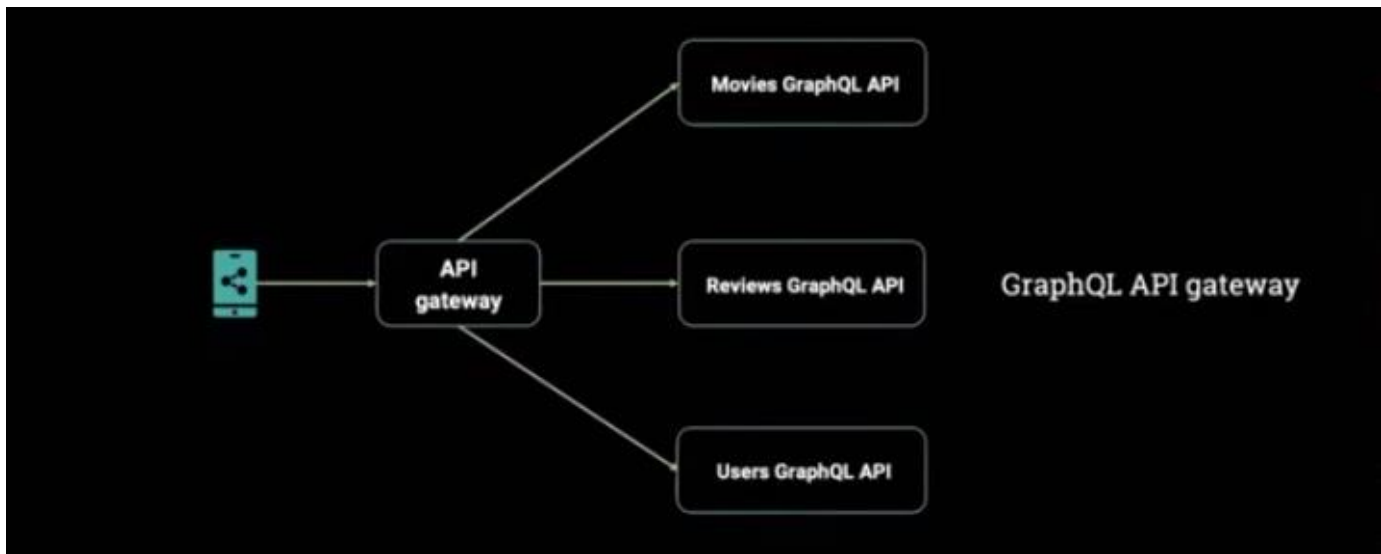 Movies GraphQL API
API
gateway
Reviews GraphQL API
GraphQL API gateway
Users GraphQL API